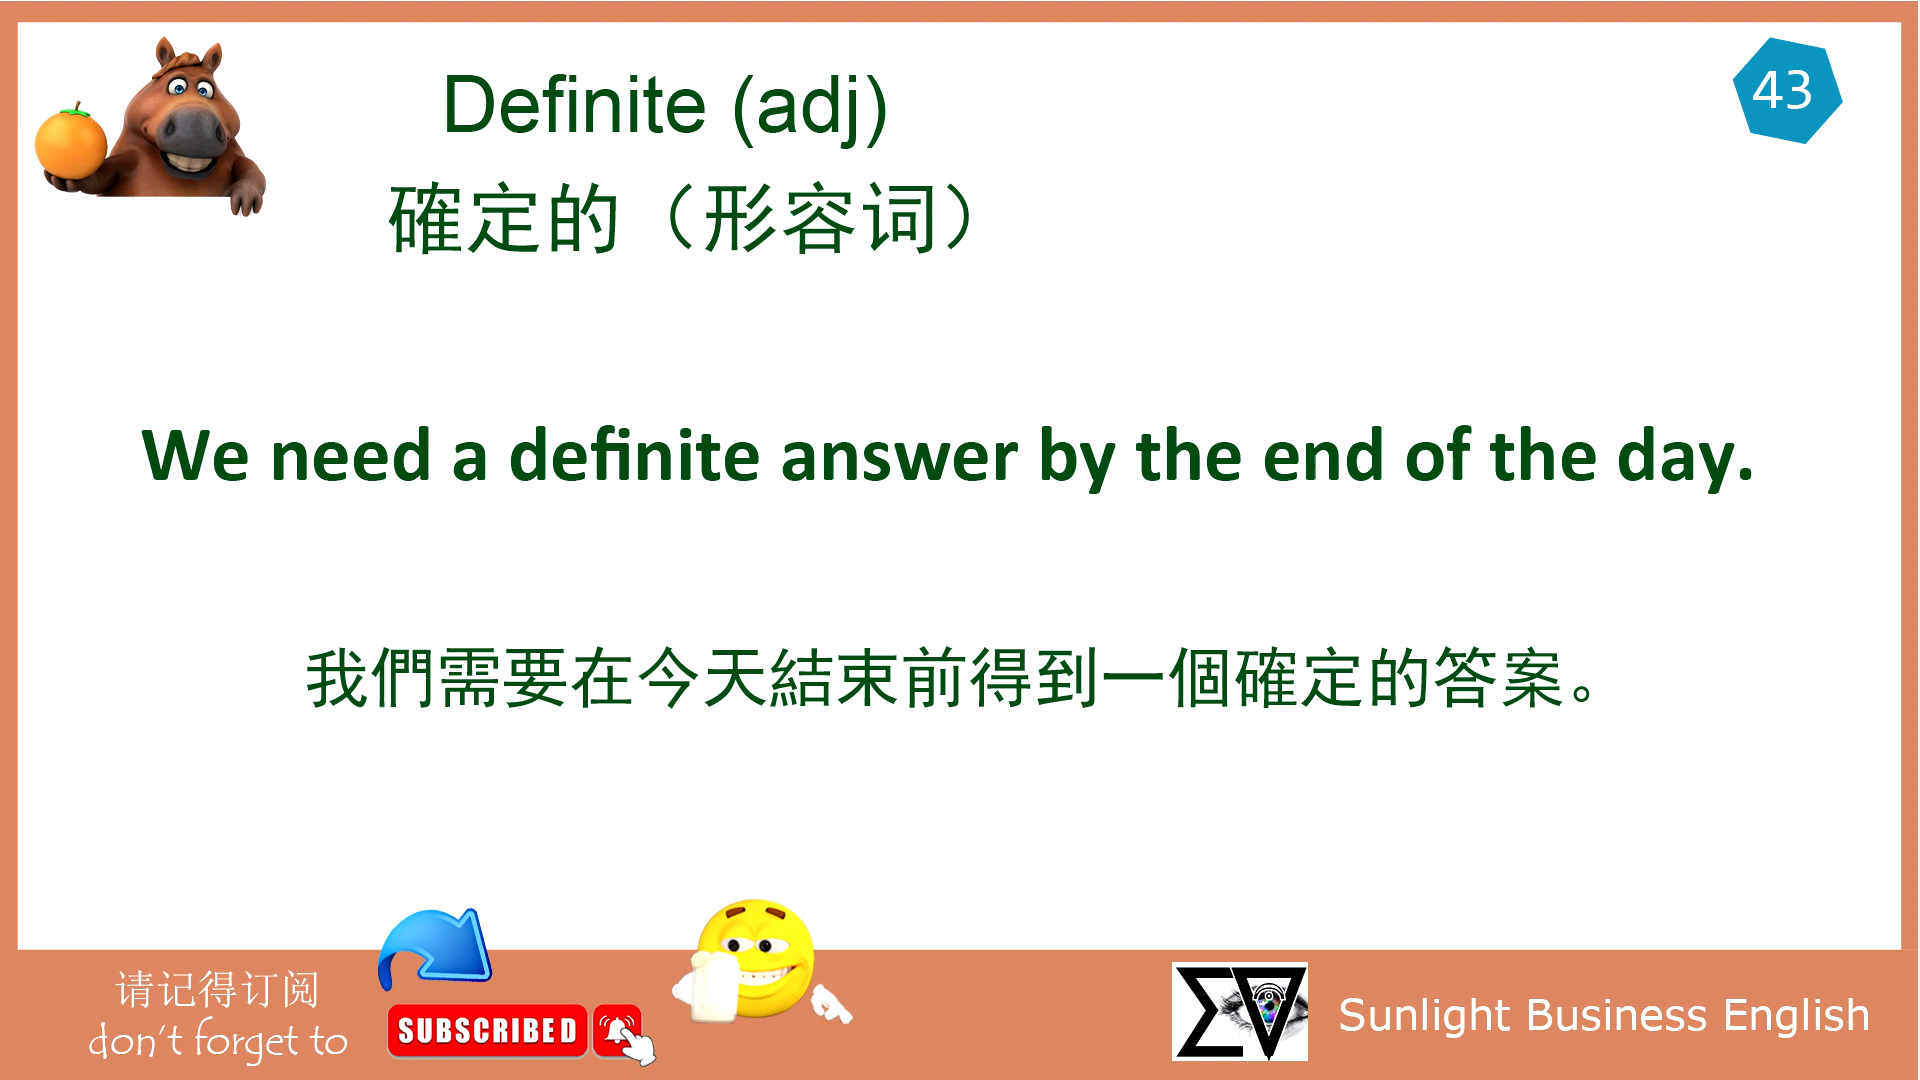 Definite (adj)
43
確定的（形容词）
We need a definite answer by the end of the day.
我們需要在今天結束前得到一個確定的答案。
请记得订阅
don't forget to
SUBSCRIBED
Sunlight Business English